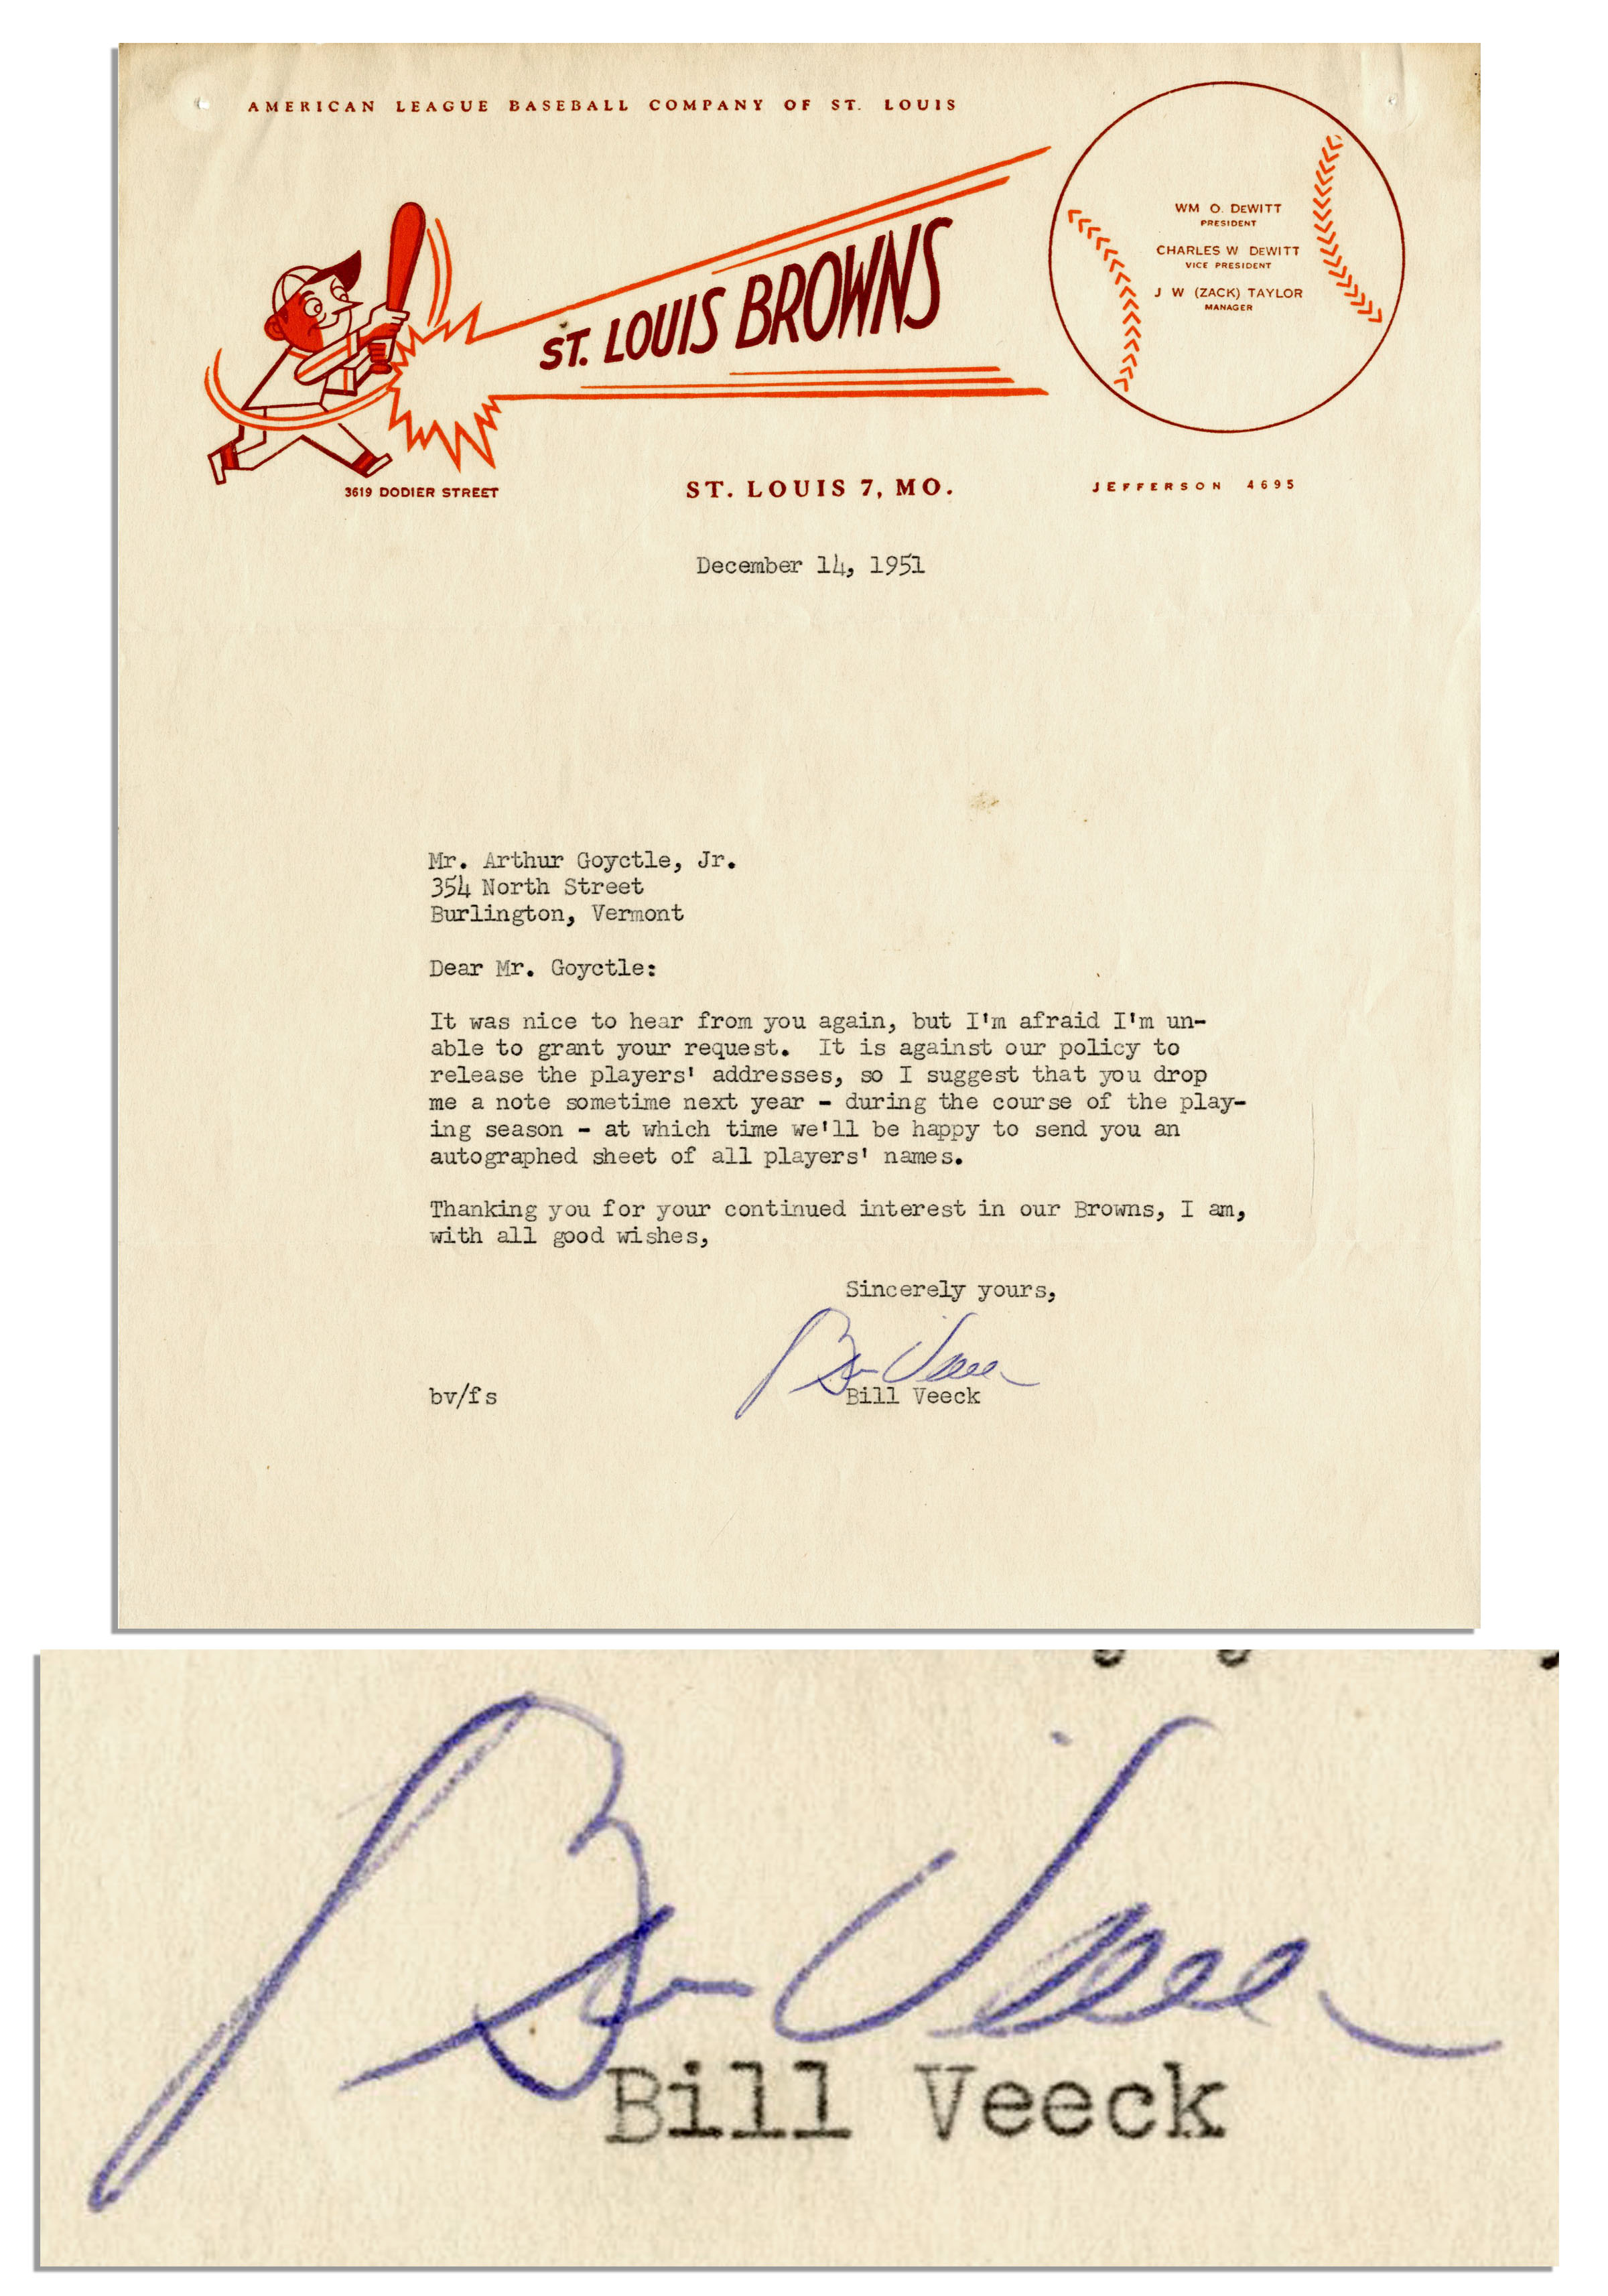 AMERICAN LEAGUE BASEBALL COMPANY OF ST. LOUIS
ST. LOUIS BROWNS
WM O. DEWITT
PRESIDENT
CHARLES W DEWITT
VICE PRESIDENT
J W (ZACK) TAYLOR
MANAGER
3619 DODIER STREET
ST. LOUIS 7, MO.
JEFFERSON 4695
December 14, 1951
Mr. Arthur Goyctle, Jr.
354 North Street
Burlington, Vermont
Dear Mr. Goyctle:
It was nice to hear from you again, but I'm afraid I'm un-
able to grant your request. It is against our policy to
release the players' addresses, so I suggest that you drop
me a note sometime next year - during the course of the play-
ing season - at which time we'll be happy to send you an
autographed sheet of all players' names.
Thanking you for your continued interest in our Browns, I am,
with all good wishes,
Sincerely yours,
Bill Veeck
Bill Veeck
bv/fs
Bill Veeck
Bill Veeck